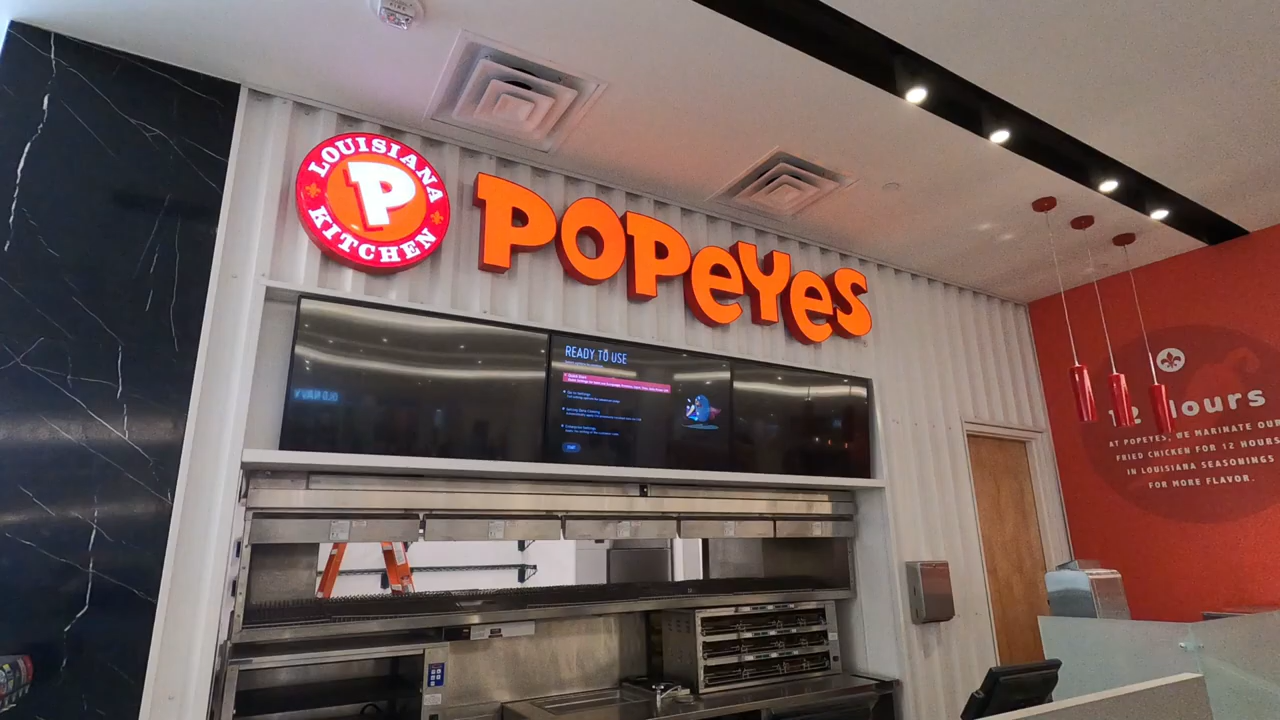 LOUISIANA
P
KITCHEN
POPEYES
READY TO USE
12 Hours
AT POPEYES, WE MARINATE OUR
FRIED CHICKEN FOR 12 HOURS
IN LOUISIANA SEASONINGS
FOR MORE FLAVOR.